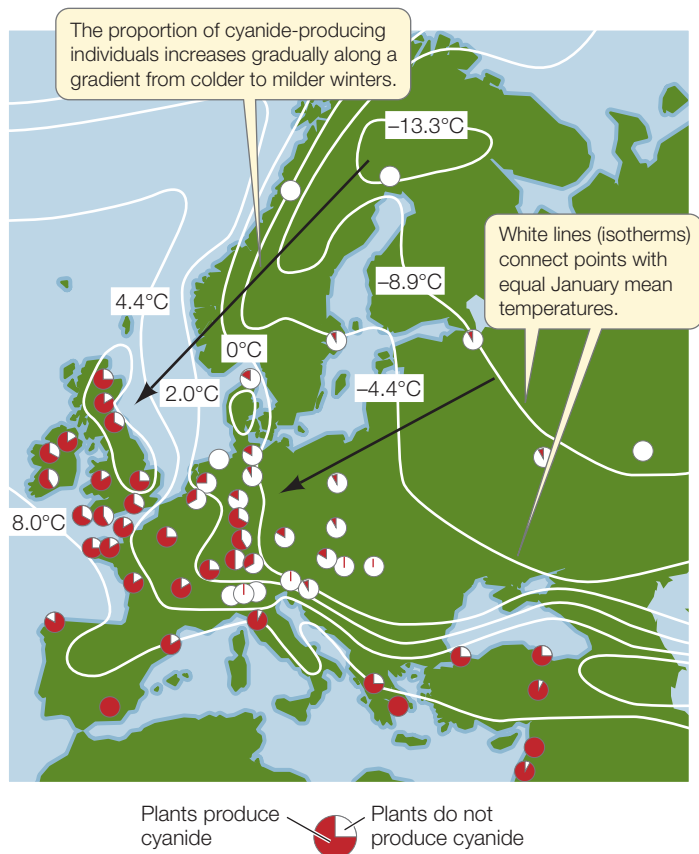 The proportion of cyanide-producing
individuals increases gradually along a
gradient from colder to milder winters.
–13.3°C
White lines (isotherms)
connect points with
equal January mean
temperatures.
–8.9°C
4.4°C
0°C
2.0°C
–4.4°C
8.0°C
Plants produce
cyanide
Plants do not
produce cyanide